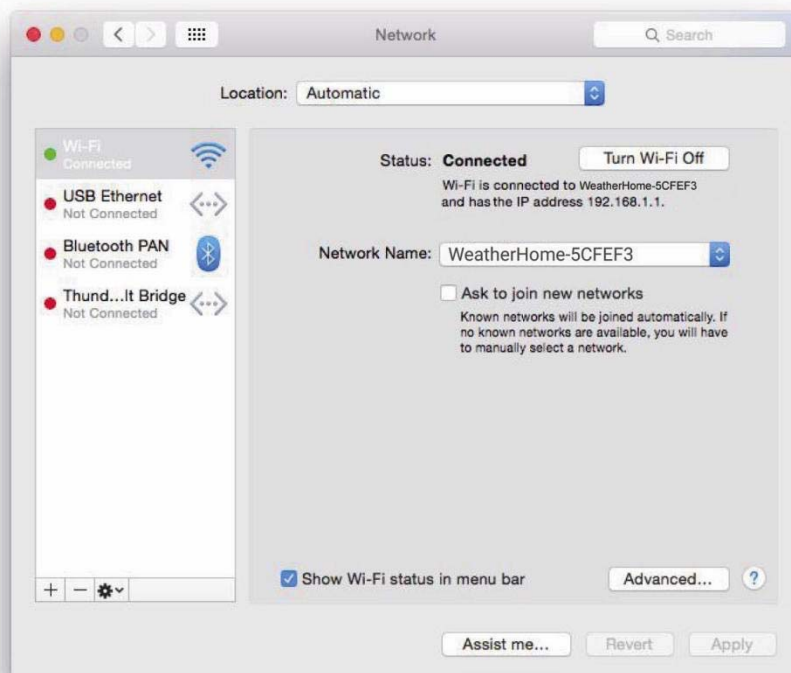 Network
Search
Location: Automatic
Wi-Fi
Connected
USB Ethernet
Not Connected
Bluetooth PAN
Not Connected
Thund...lt Bridge
Not Connected
Status: Connected
Turn Wi-Fi Off
Wi-Fi is connected to WeatherHome-5CFEF3
and has the IP address 192.168.1.1.
Network Name: WeatherHome-5CFEF3
Ask to join new networks
Known networks will be joined automatically. If
no known networks are available, you will have
to manually select a network.
Show Wi-Fi status in menu bar
Advanced...
?
Assist me...
Revert
Apply